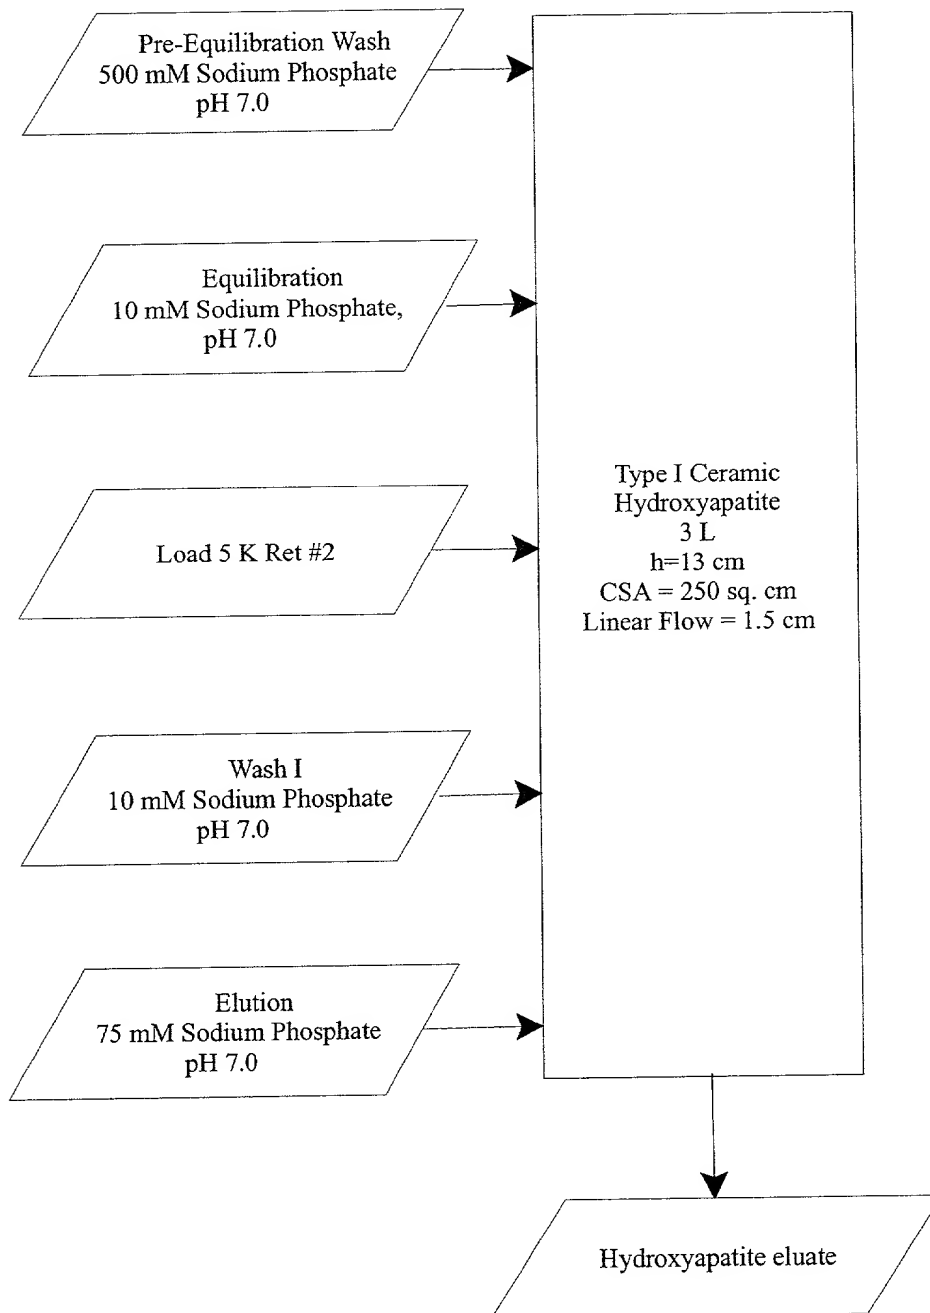 Pre-Equilibration Wash
500 mM Sodium Phosphate
pH 7.0
Equilibration
10 mM Sodium Phosphate,
pH 7.0
Load 5 K Ret #2
Wash I
10 mM Sodium Phosphate
pH 7.0
Elution
75 mM Sodium Phosphate
pH 7.0
Type I Ceramic
Hydroxyapatite
3 L
h=13 cm
CSA = 250 sq. cm
Linear Flow = 1.5 cm
Hydroxyapatite eluate